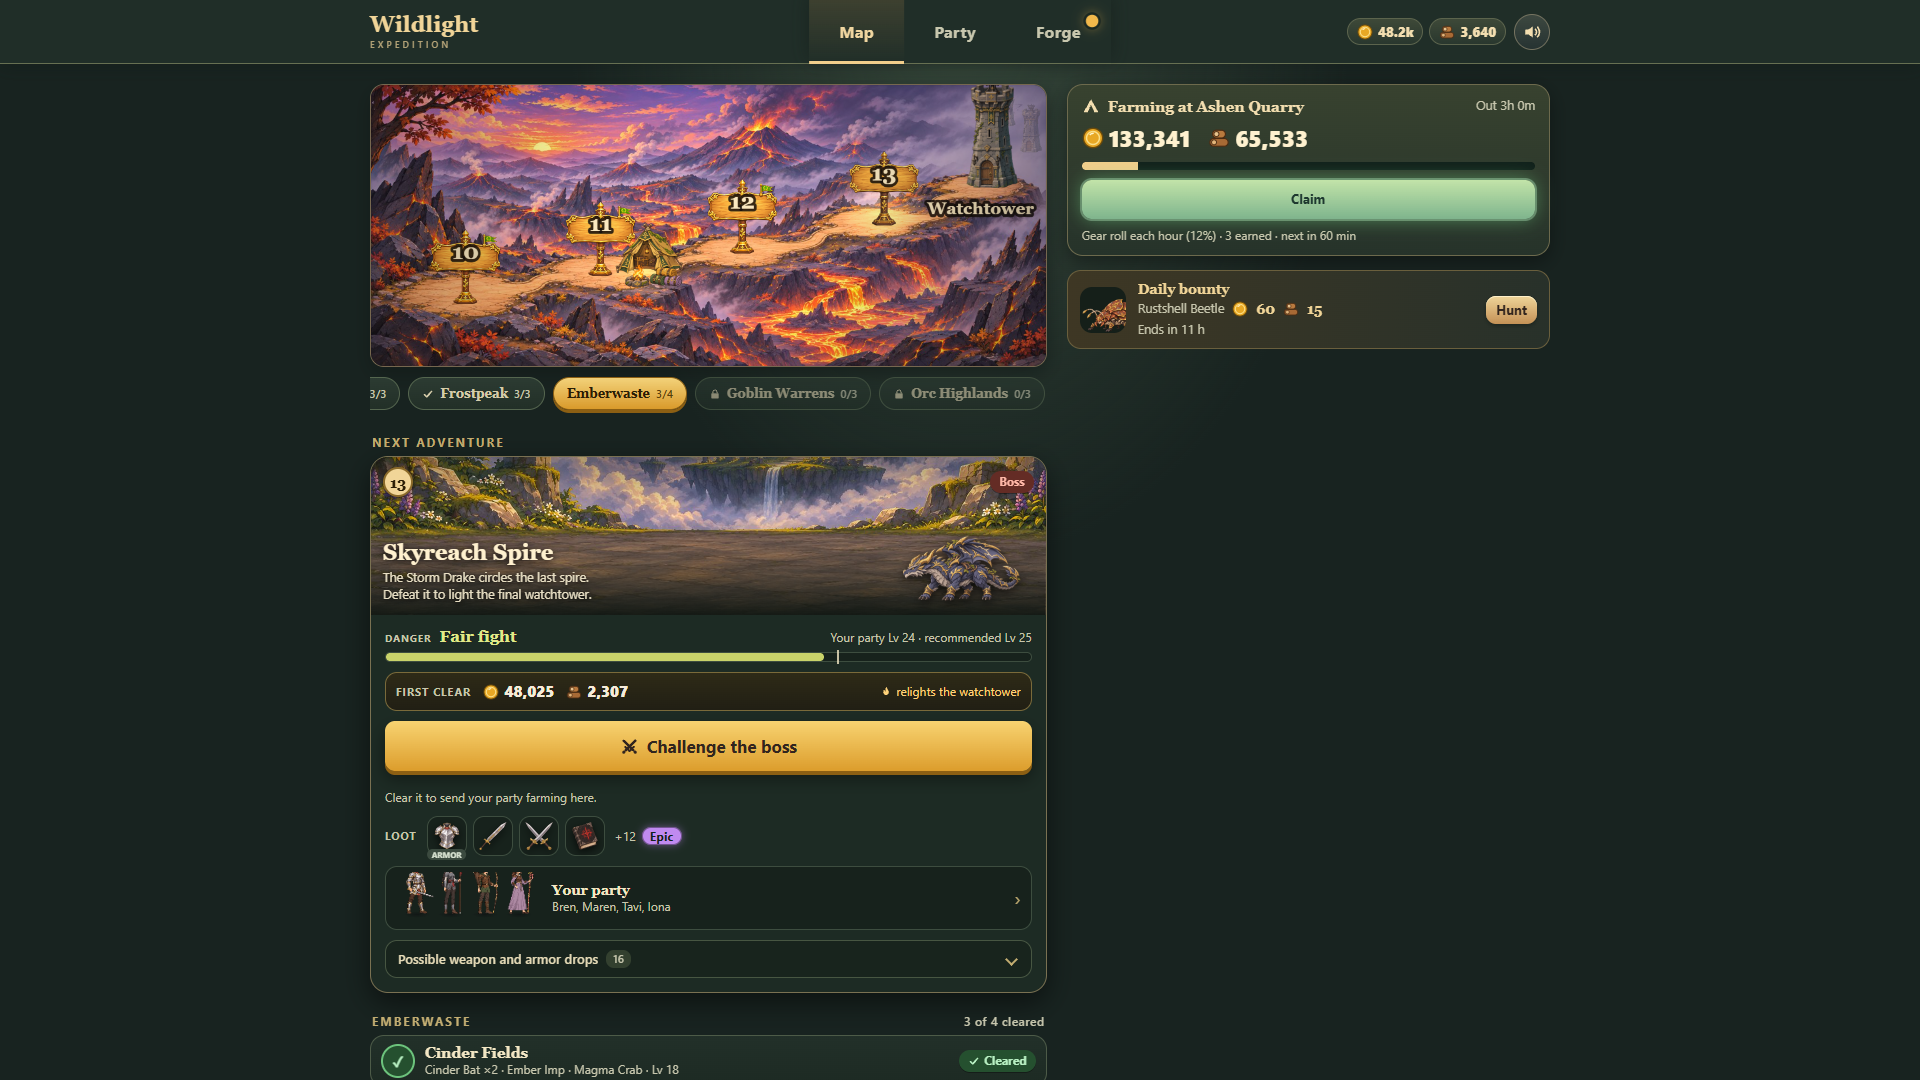 Wildlight
EXPEDITION
Map
Party
Forge
48.2k
3,640
10
11
12
13
Watchtower
3/3
Frostpeak 3/3
Emberwaste 3/4
Goblin Warrens 0/3
Orc Highlands 0/3
NEXT ADVENTURE
13
Boss
Skyreach Spire
The Storm Drake circles the last spire.
Defeat it to light the final watchtower.
DANGER Fair fight
Your party Lv 24 · recommended Lv 25
FIRST CLEAR 48,025 2,307
relights the watchtower
Challenge the boss
Clear it to send your party farming here.
LOOT
ARMOR
+12 Epic
Your party
Bren, Maren, Tavi, Iona
Possible weapon and armor drops 16
EMBERWASTE
3 of 4 cleared
Cinder Fields
Cinder Bat ×2 · Ember Imp · Magma Crab · Lv 18
Cleared
Farming at Ashen Quarry
Out 3h 0m
133,341 65,533
Claim
Gear roll each hour (12%) · 3 earned · next in 60 min
Daily bounty
Rustshell Beetle 60 15
Ends in 11 h
Hunt